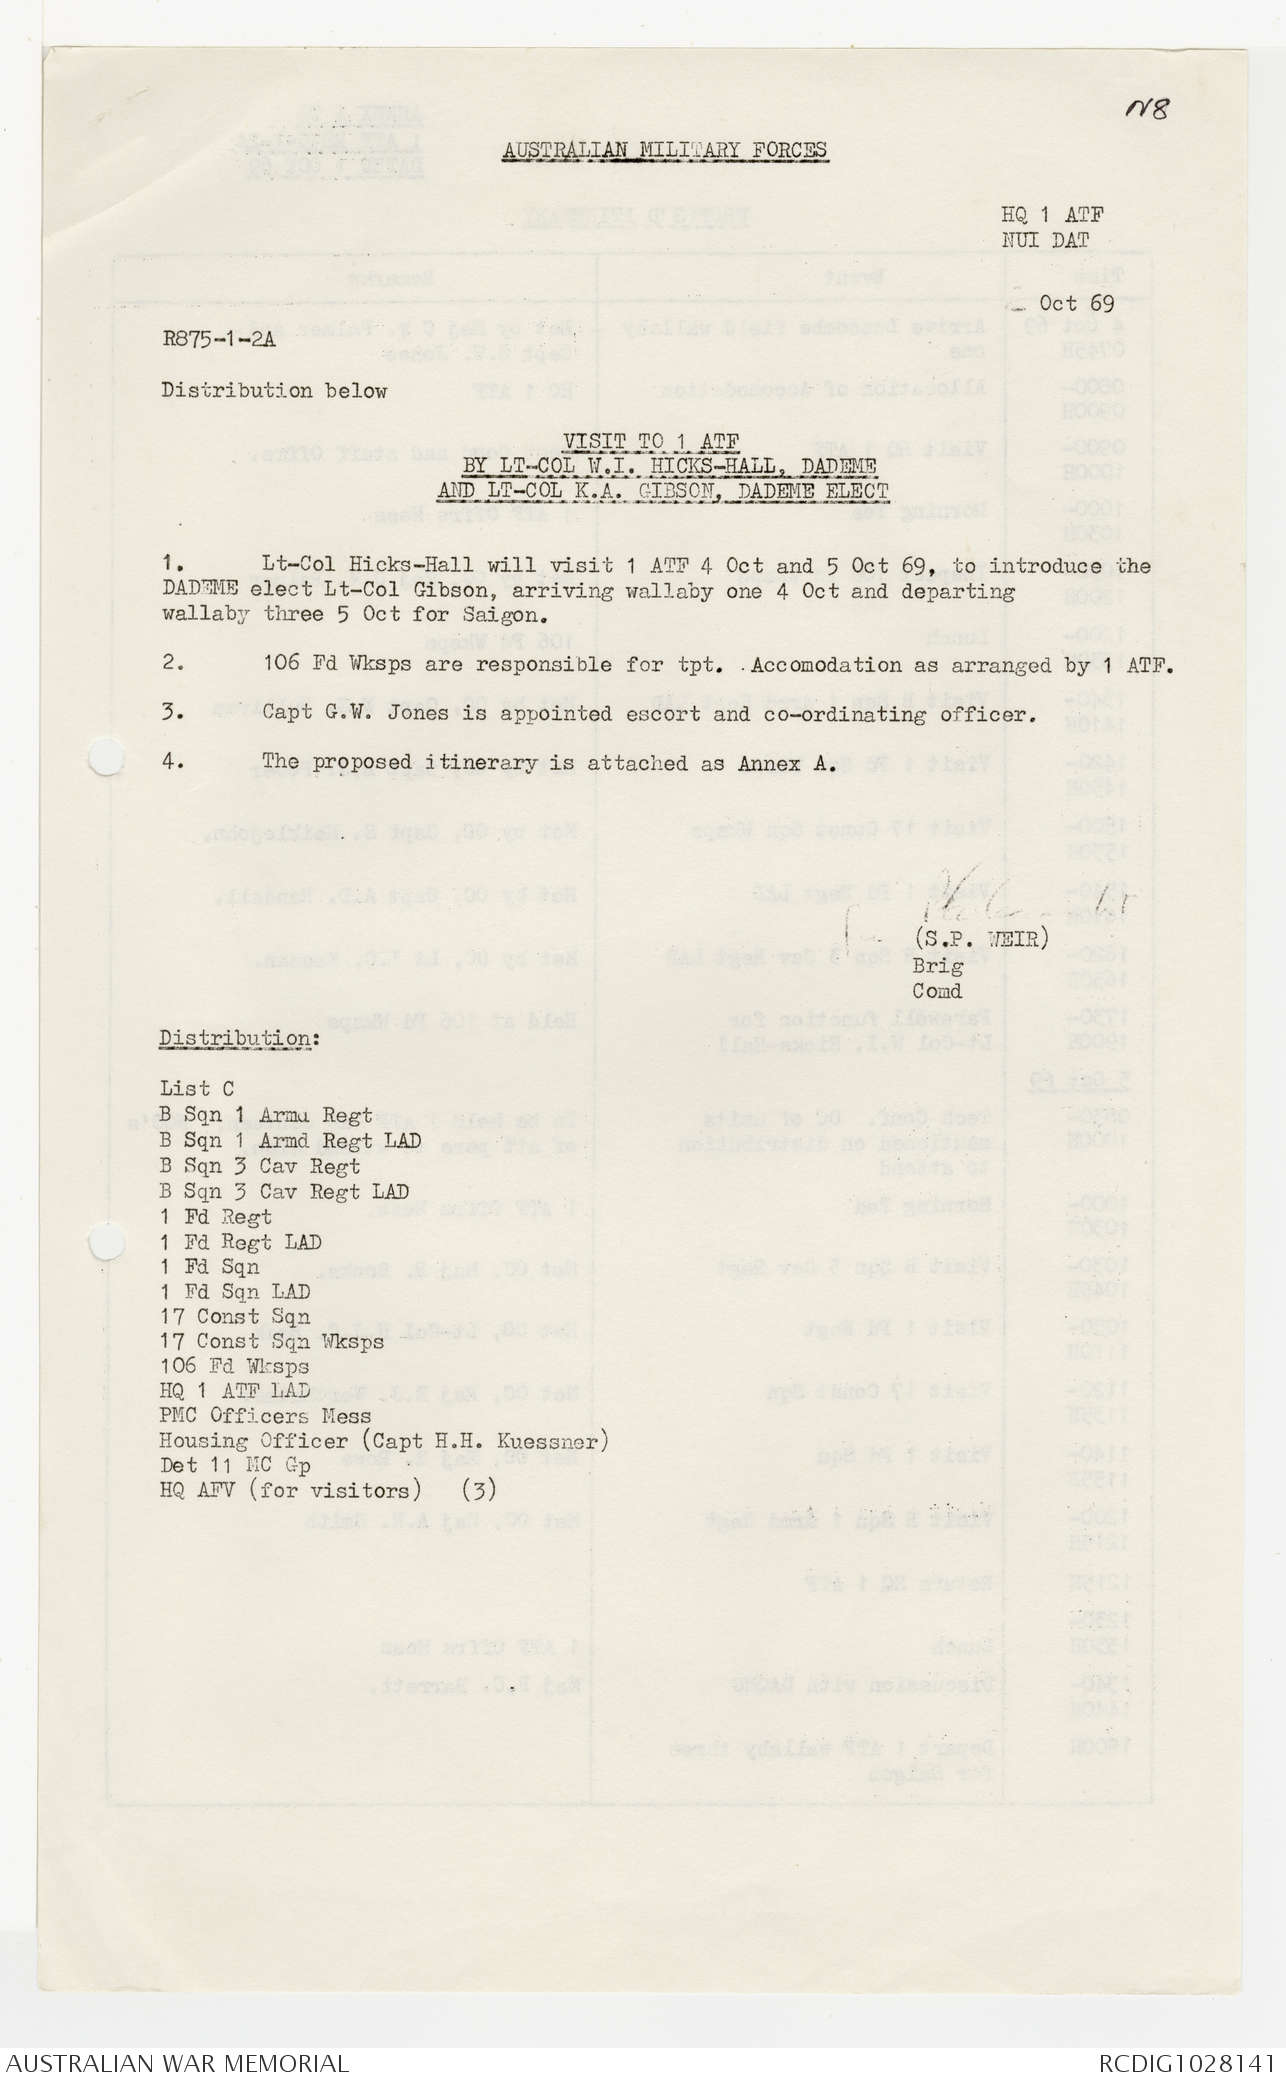 N8
AUSTRALIAN MILITARY FORCES
HQ 1 ATF
NUI DAT
Oct 69
R875-1-2A
Distribution below
VISIT TO 1 ATF
BY LT-COL W.I. HICKS-HALL, DADEME
AND LT-COL K.A. GIBSON, DADEME ELECT
1. Lt-Col Hicks-Hall will visit 1 ATF 4 Oct and 5 Oct 69, to introduce the
DADEME elect Lt-Col Gibson, arriving wallaby one 4 Oct and departing
wallaby three 5 Oct for Saigon.
2. 106 Fd Wksps are responsible for tpt. Accomodation as arranged by 1 ATF.
3. Capt G.W. Jones is appointed escort and co-ordinating officer.
4. The proposed itinerary is attached as Annex A.
(S.P. WEIR)
Brig
Comd
Distribution:
List C
B Sqn 1 Armd Regt
B Sqn 1 Armd Regt LAD
B Sqn 3 Cav Regt
B Sqn 3 Cav Regt LAD
1 Fd Regt
1 Fd Regt LAD
1 Fd Sqn
1 Fd Sqn LAD
17 Const Sqn
17 Const Sqn Wksps
106 Fd Wksps
HQ 1 ATF LAD
PMC Officers Mess
Housing Officer (Capt H.H. Kuessner)
Det 11 MC Gp
HQ AFV (for visitors) (3)
AUSTRALIAN WAR MEMORIAL
RCDIG1028141